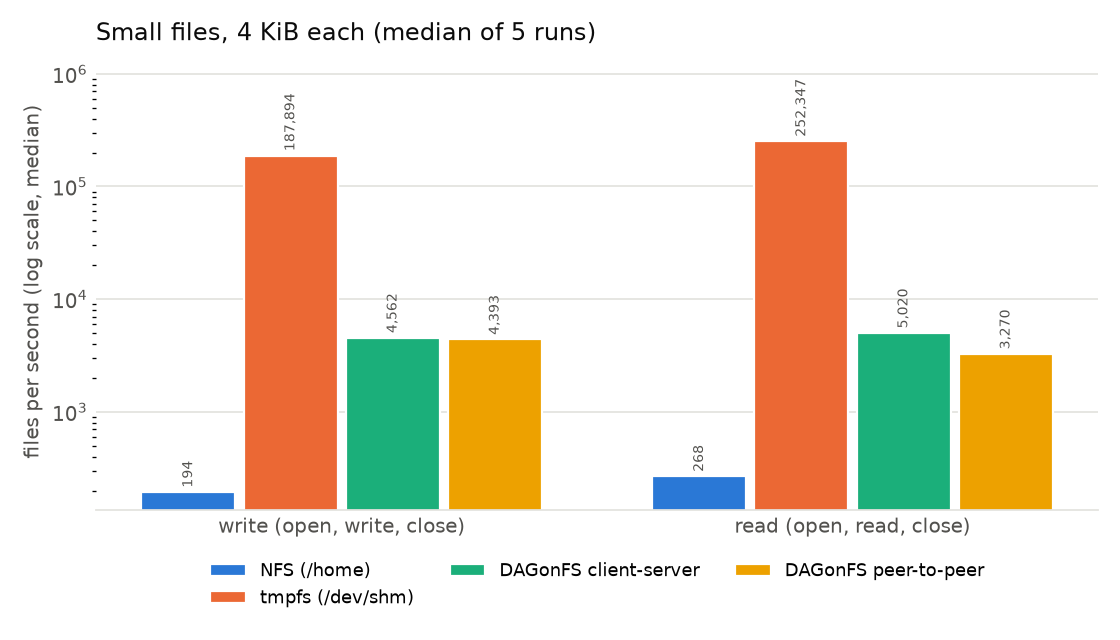 Small files, 4 KiB each (median of 5 runs)
files per second (log scale, median)
10^6
10^5
10^4
10^3
194
187,894
4,562
4,393
268
252,347
5,020
3,270
write (open, write, close)
read (open, read, close)
NFS (/home)
tmpfs (/dev/shm)
DAGonFS client-server
DAGonFS peer-to-peer